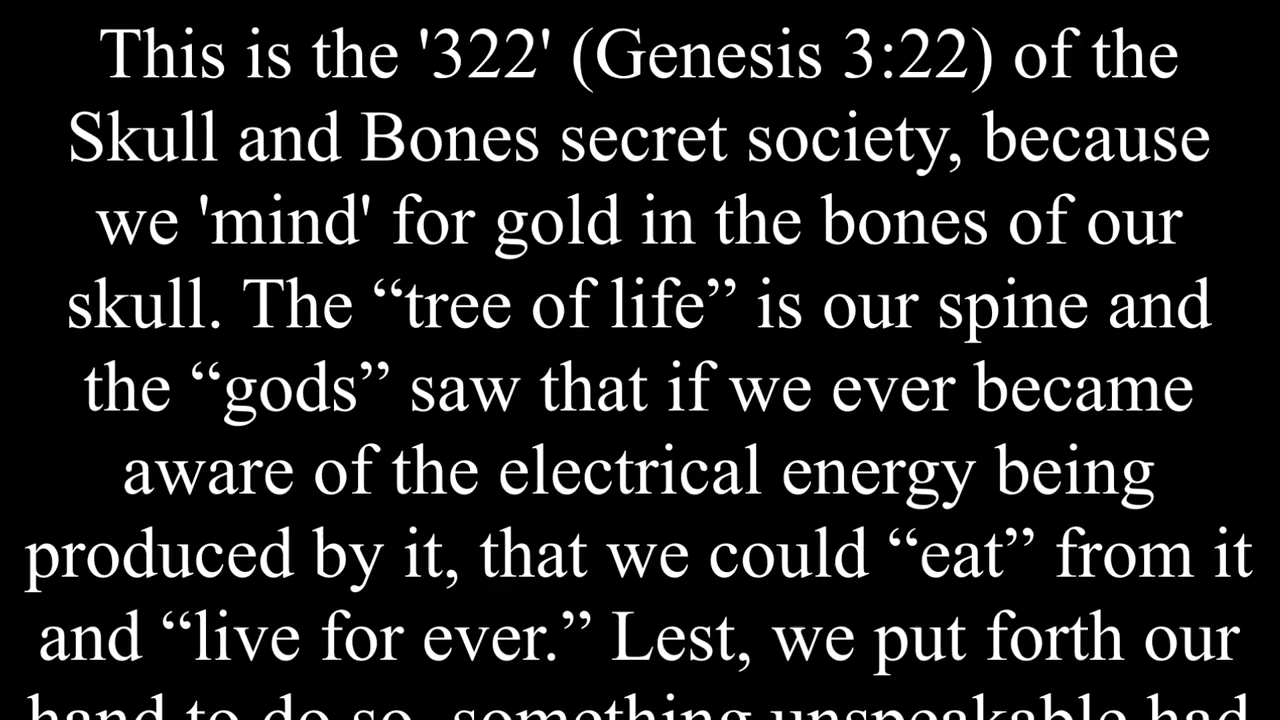 This is the '322' (Genesis 3:22) of the
Skull and Bones secret society, because
we 'mind' for gold in the bones of our
skull. The “tree of life” is our spine and
the “gods” saw that if we ever became
aware of the electrical energy being
produced by it, that we could “eat” from it
and “live for ever.” Lest, we put forth our
hand to do so, something unspeakable had